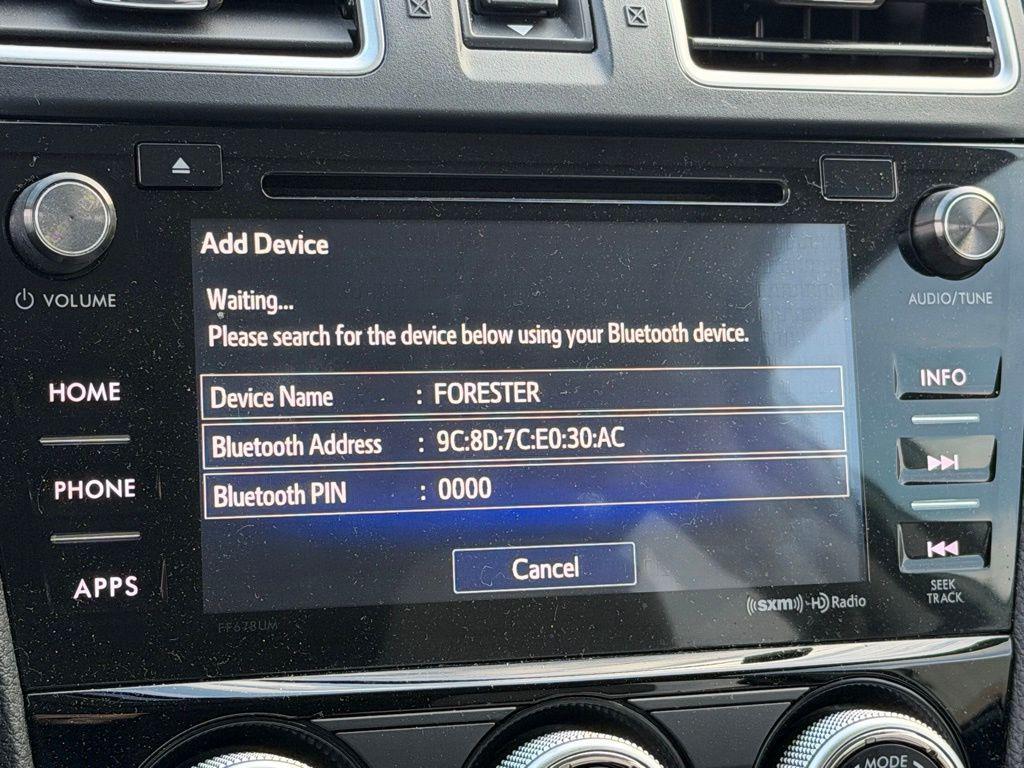 Add Device
Waiting...
Please search for the device below using your Bluetooth device.
Device Name : FORESTER
Bluetooth Address : 9C:8D:7C:E0:30:AC
Bluetooth PIN : 0000
Cancel
VOLUME
HOME
PHONE
APPS
AUDIO/TUNE
INFO
SEEK
TRACK
((sxm)) HD Radio
FF678UM
MODE